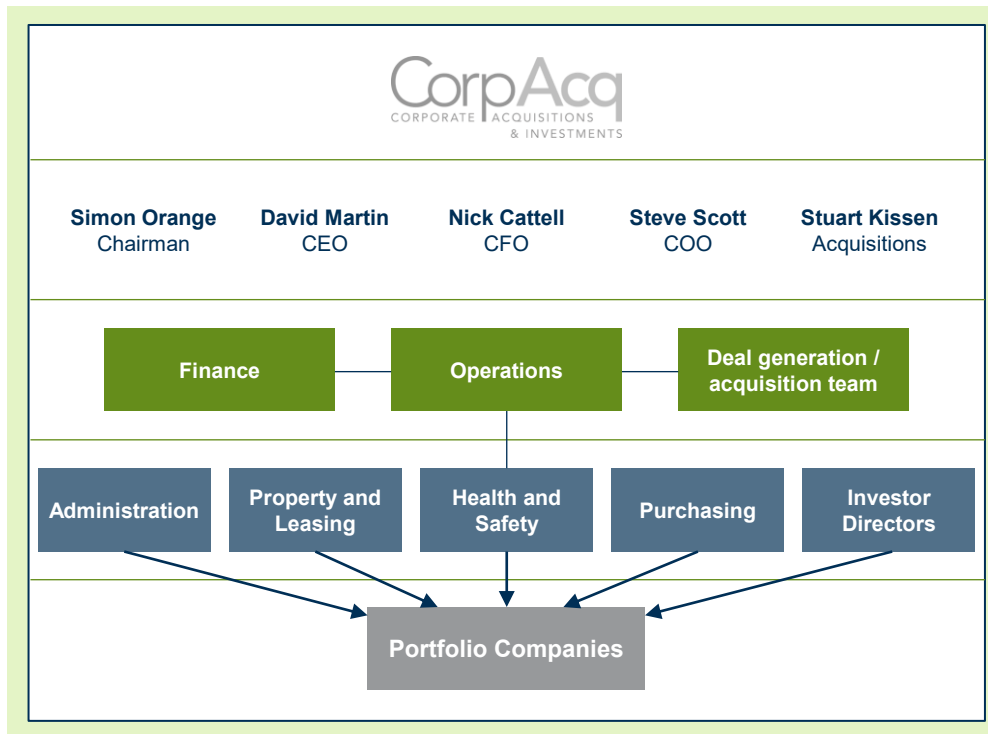 CorpAcq
CORPORATE ACQUISITIONS
& INVESTMENTS
Simon Orange David Martin Nick Cattell Steve Scott Stuart Kissen
Chairman CEO CFO COO Acquisitions
Finance
Operations
Deal generation /
acquisition team
Administration
Property and
Leasing
Health and
Safety
Purchasing
Investor
Directors
Portfolio Companies